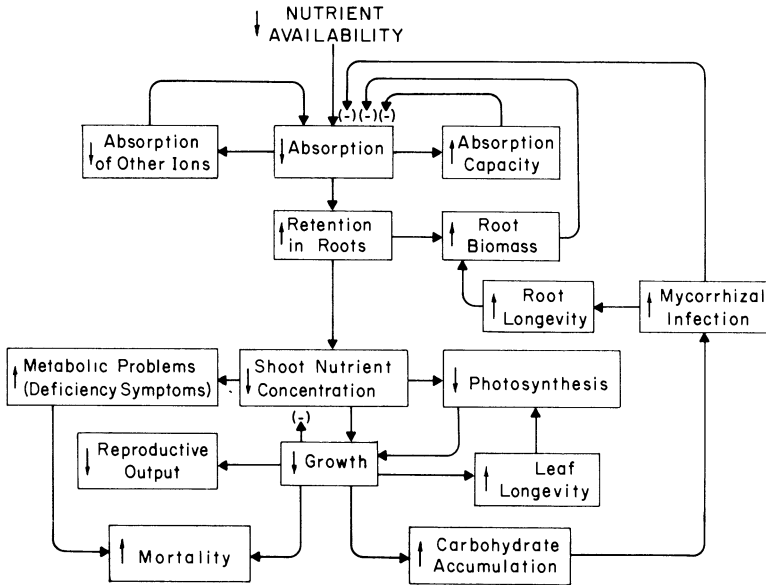 ↓ NUTRIENT
AVAILABILITY
(-) (-) (-)
↓ Absorption
of Other Ions
↓ Absorption
↑ Absorption
Capacity
↑ Retention
in Roots
↑ Root
Biomass
↑ Root
Longevity
↑ Mycorrhizal
Infection
↑ Metabolic Problems
(Deficiency Symptoms)
↓ Shoot Nutrient
Concentration
↓ Photosynthesis
(-)
↓ Reproductive
Output
↓ Growth
↑ Leaf
Longevity
↑ Mortality
↑ Carbohydrate
Accumulation